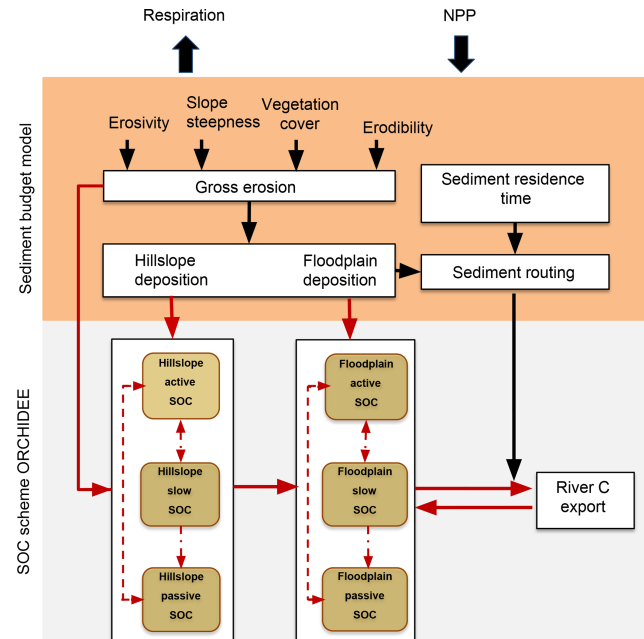 Respiration
NPP
Sediment budget model
Erosivity
Slope
steepness
Vegetation
cover
Erodibility
Gross erosion
Sediment residence
time
Hillslope
deposition
Floodplain
deposition
Sediment routing
SOC scheme ORCHIDEE
Hillslope
active
SOC
Hillslope
slow
SOC
Hillslope
passive
SOC
Floodplain
active
SOC
Floodplain
slow
SOC
Floodplain
passive
SOC
River C
export